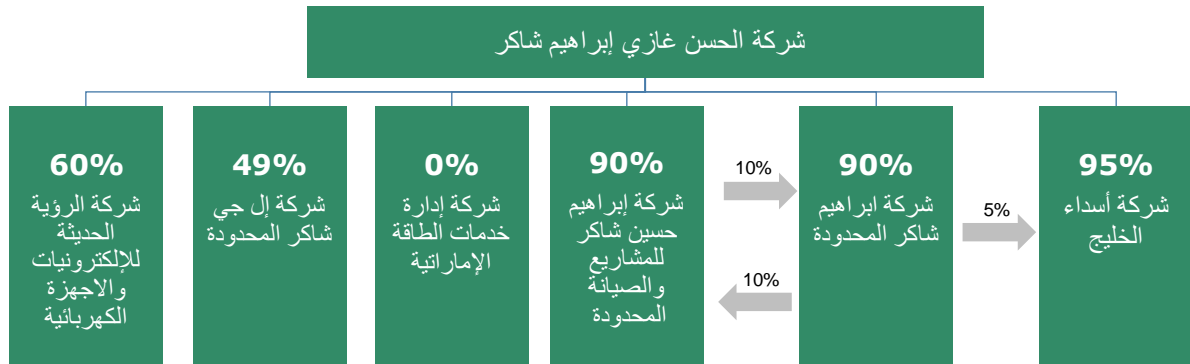 شركة الحسن غازي إبراهيم شاكر
95%
شركة أسداء
الخليج
5%
90%
شركة ابراهيم
شاكر المحدودة
10%
10%
90%
شركة إبراهيم
حسين شاكر
للمشاريع
والصيانة
المحدودة
0%
شركة إدارة
خدمات الطاقة
الإماراتية
49%
شركة إل جي
شاكر المحدودة
60%
شركة الرؤية
الحديثة
للإلكترونيات
والاجهزة
الكهربائية